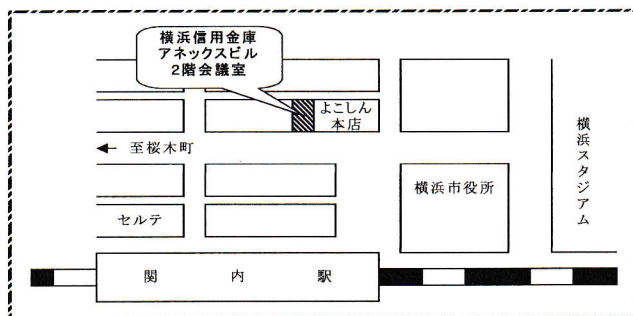 横浜信用金庫
アネックスビル
2階会議室
よこしん
本店
← 至桜木町
横浜スタジアム
横浜市役所
セルテ
関内駅